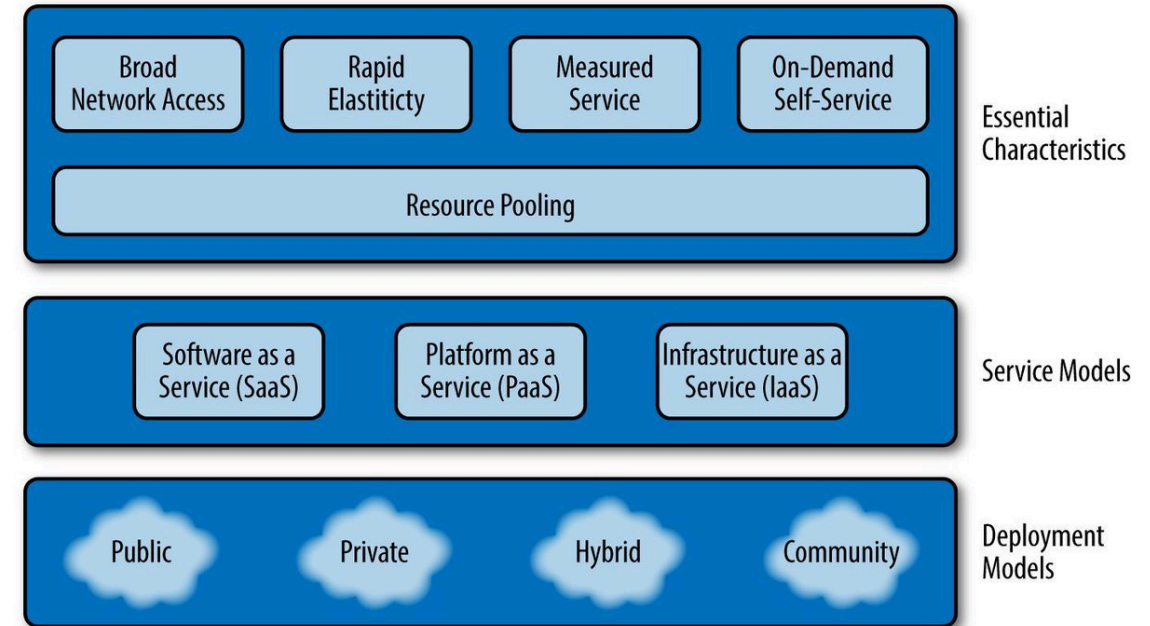 Broad
Network Access
Rapid
Elastiticty
Measured
Service
On-Demand
Self-Service
Resource Pooling
Essential
Characteristics
Software as a
Service (SaaS)
Platform as a
Service (PaaS)
Infrastructure as a
Service (IaaS)
Service Models
Public
Private
Hybrid
Community
Deployment
Models